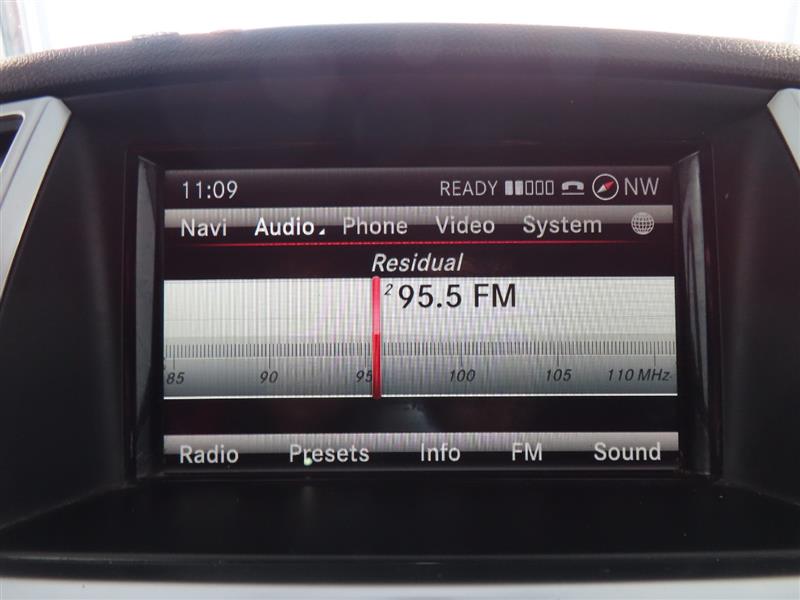 11:09 READY NW
Navi Audio Phone Video System
Residual
2 95.5 FM
85 90 95 100 105 110 MHz
Radio Presets Info FM Sound